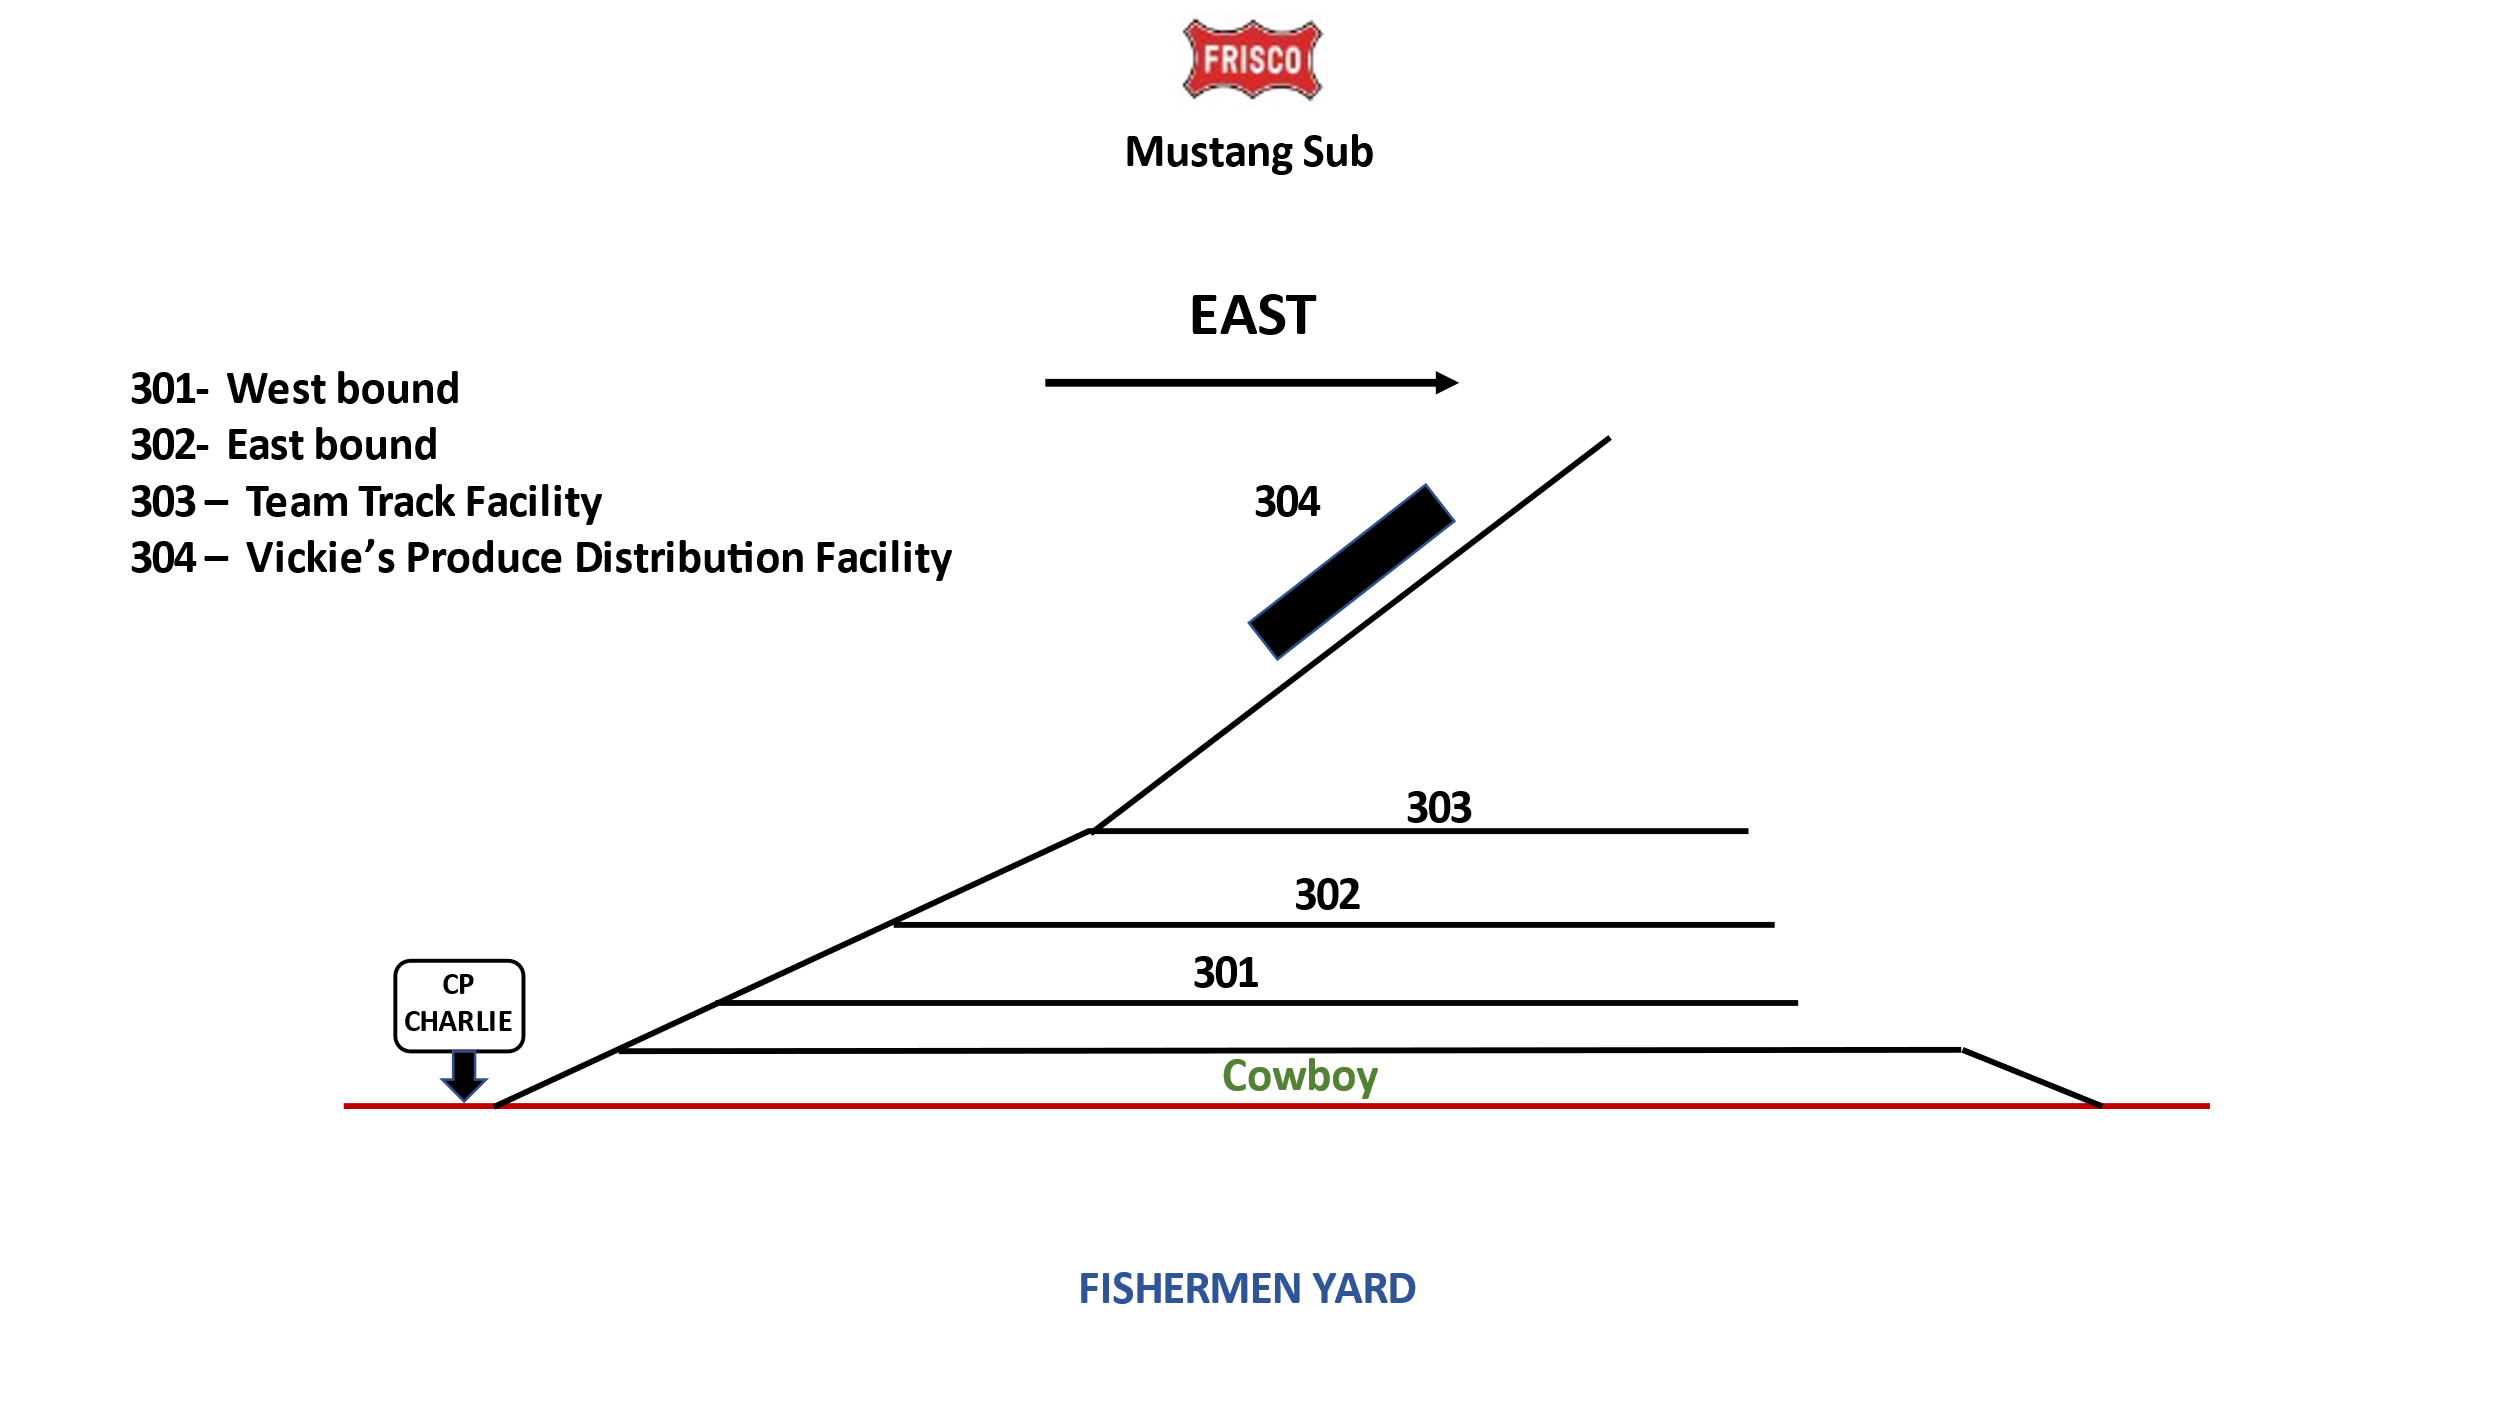 FRISCO
Mustang Sub
EAST
301-  West bound
302-  East bound
303 –  Team Track Facility
304 –  Vickie’s Produce Distribution Facility
304
303
302
301
CP
CHARLIE
Cowboy
FISHERMEN YARD